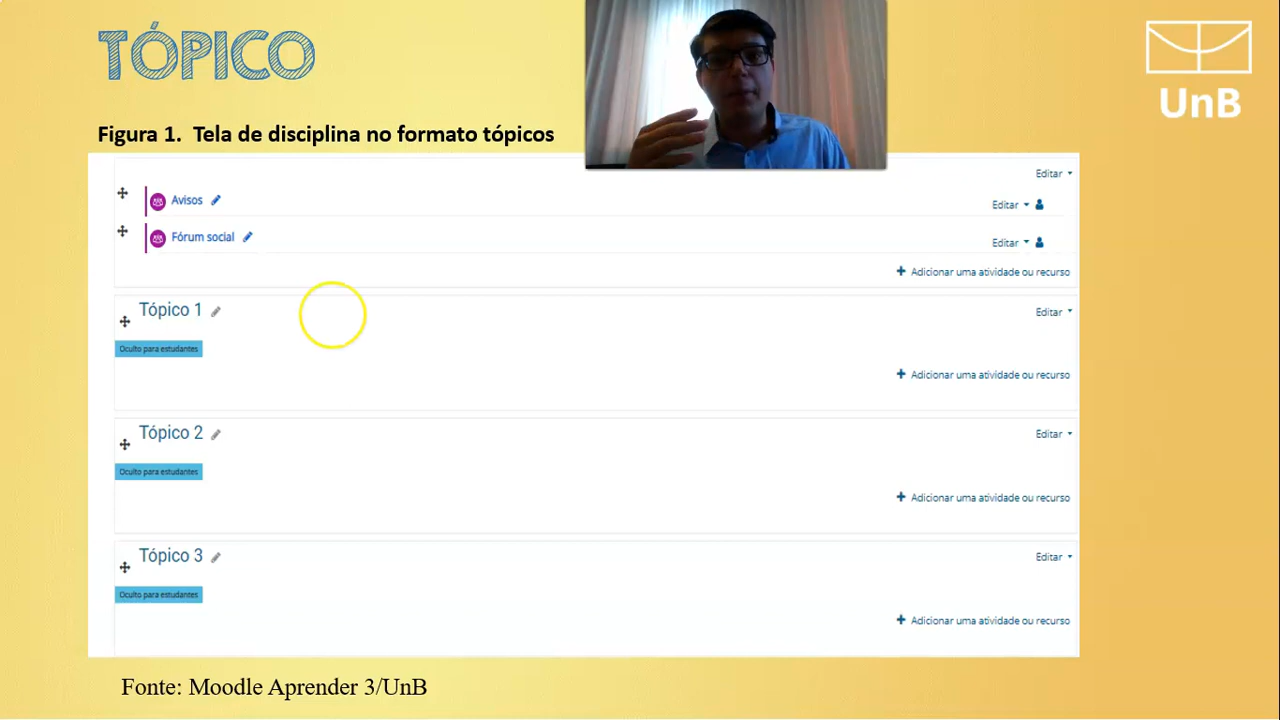 TÓPICO
UnB
Figura 1. Tela de disciplina no formato tópicos
Editar
Avisos
Editar
Fórum social
Editar
Adicionar uma atividade ou recurso
Tópico 1
Editar
Oculto para estudantes
Adicionar uma atividade ou recurso
Tópico 2
Editar
Oculto para estudantes
Adicionar uma atividade ou recurso
Tópico 3
Editar
Oculto para estudantes
Adicionar uma atividade ou recurso
Fonte: Moodle Aprender 3/UnB